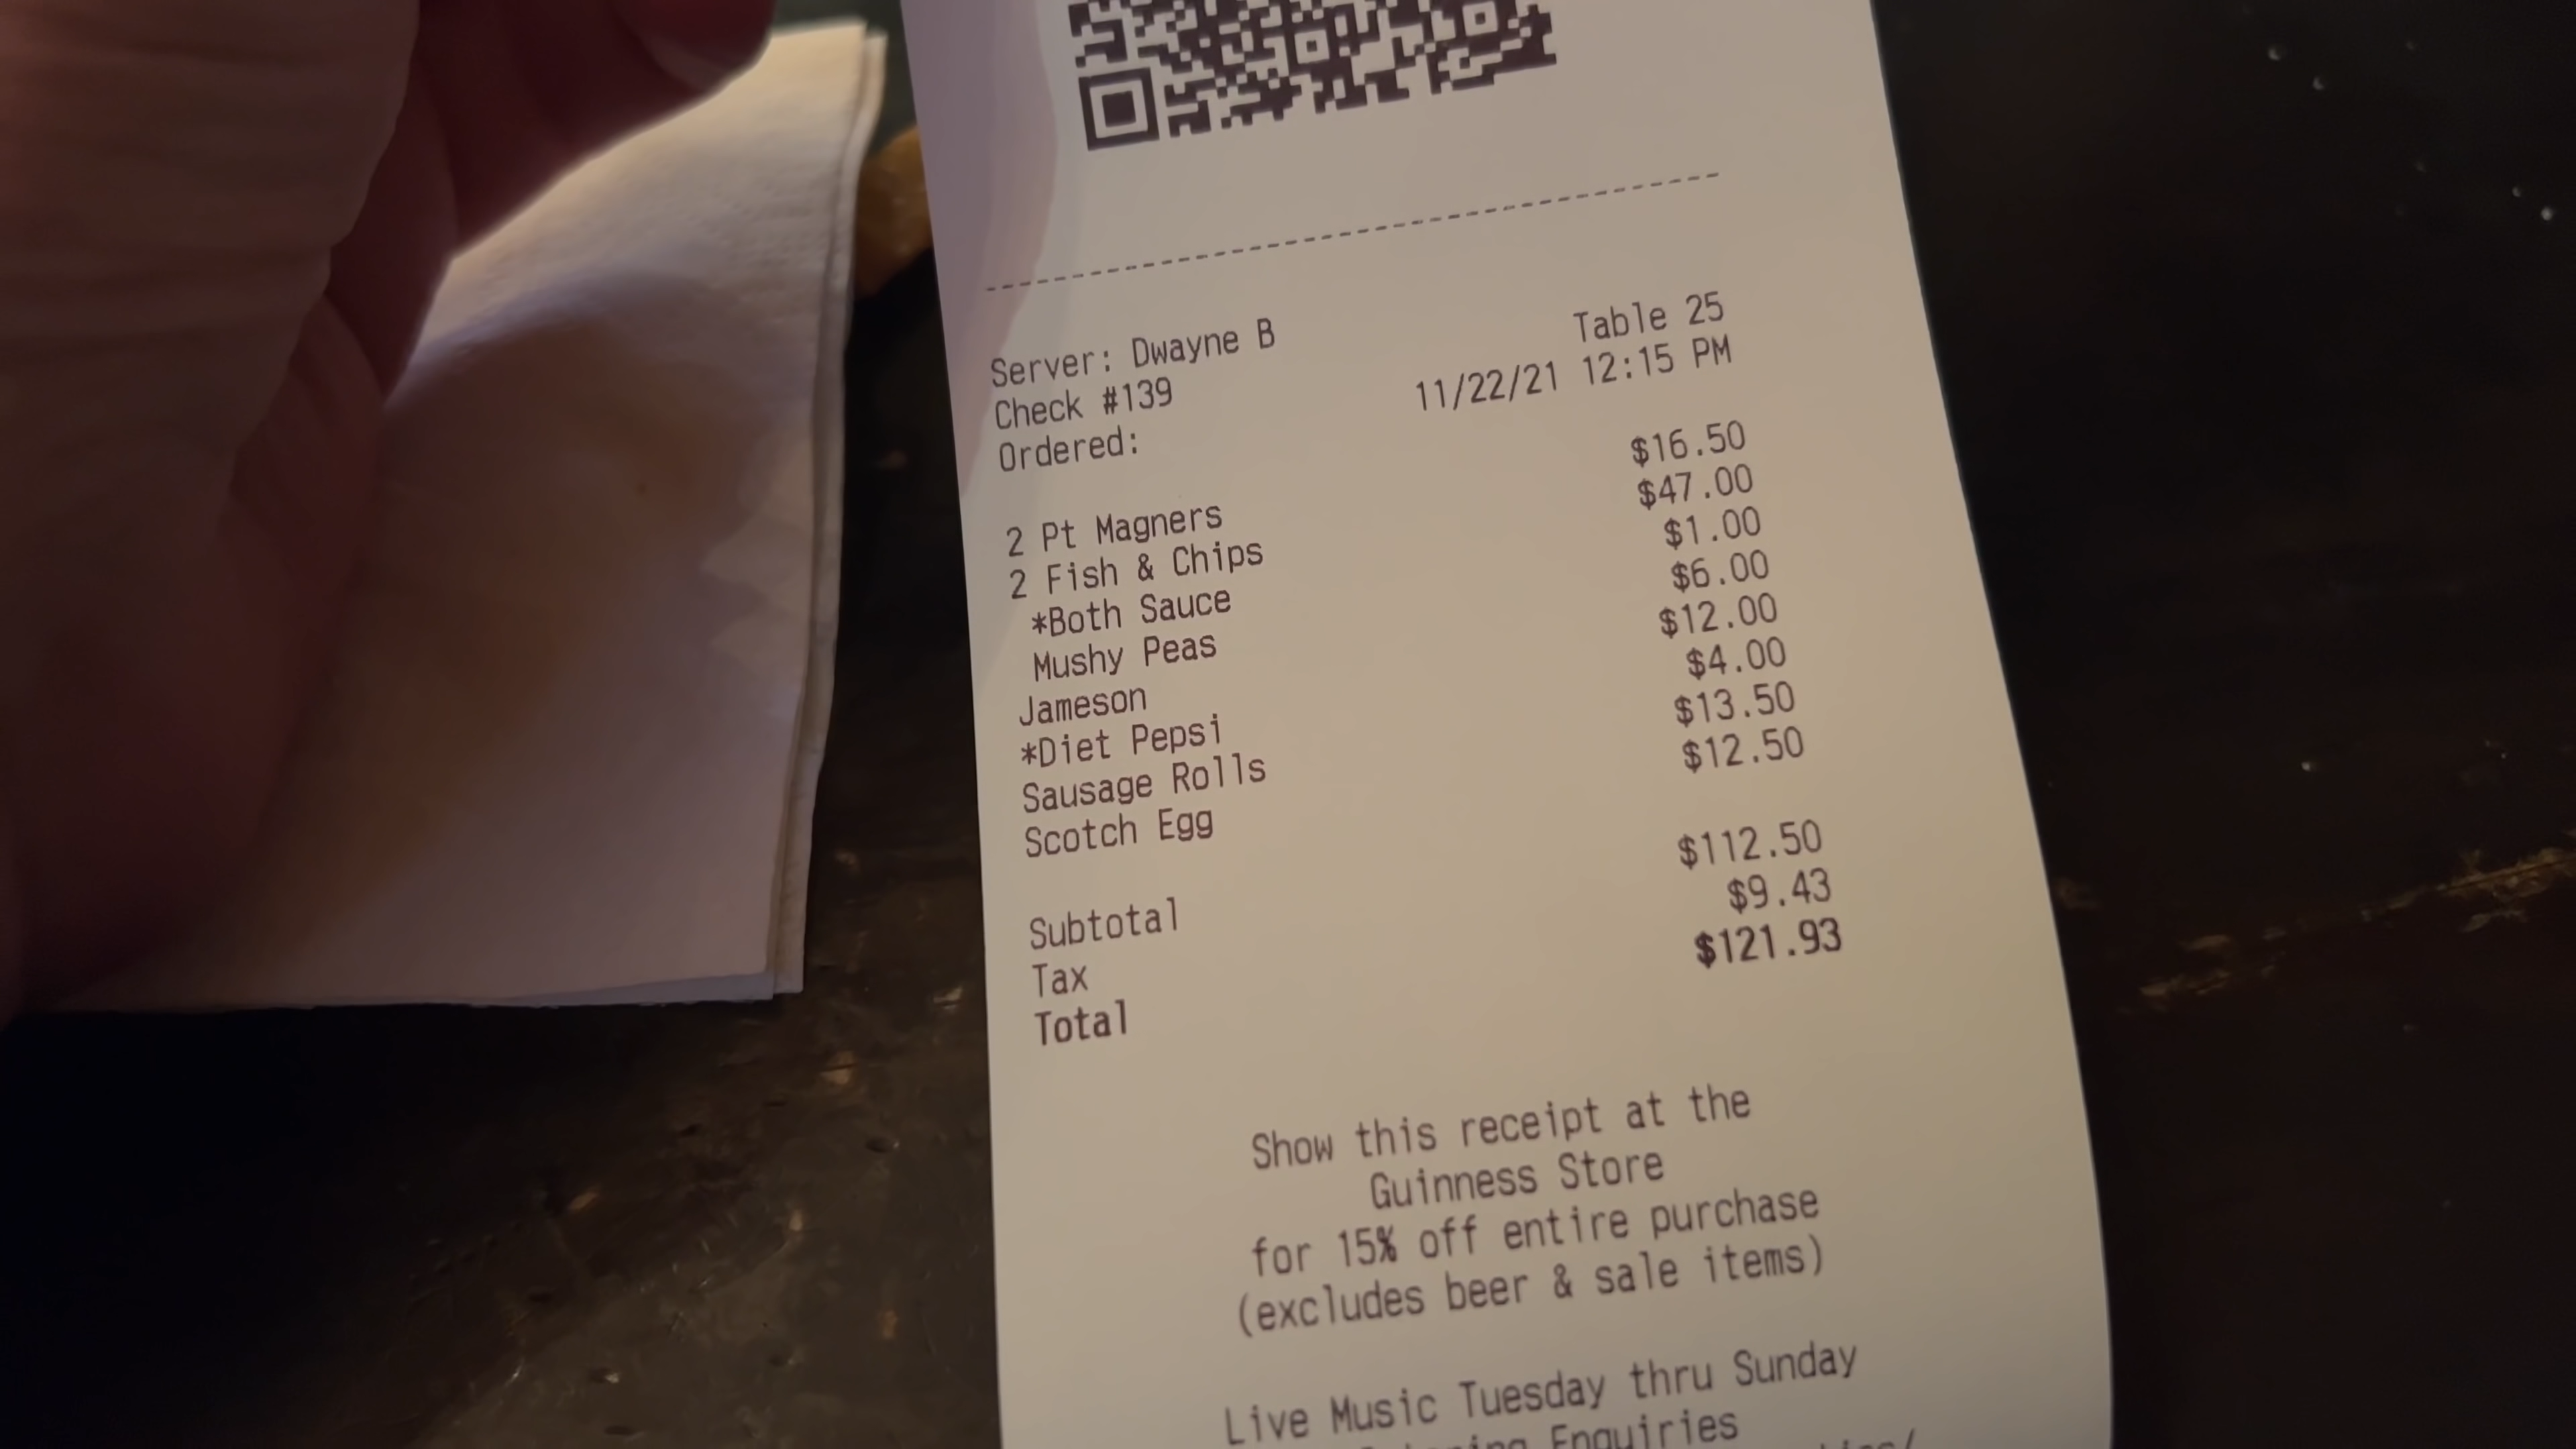 Server: Dwayne B Table 25
Check #139 11/22/21 12:15 PM
Ordered:
2 Pt Magners $16.50
2 Fish & Chips $47.00
*Both Sauce $1.00
Mushy Peas $6.00
Jameson $12.00
*Diet Pepsi $4.00
Sausage Rolls $13.50
Scotch Egg $12.50
Subtotal $112.50
Tax $9.43
Total $121.93
Show this receipt at the
Guinness Store
for 15% off entire purchase
(excludes beer & sale items)
Live Music Tuesday thru Sunday
Enquiries